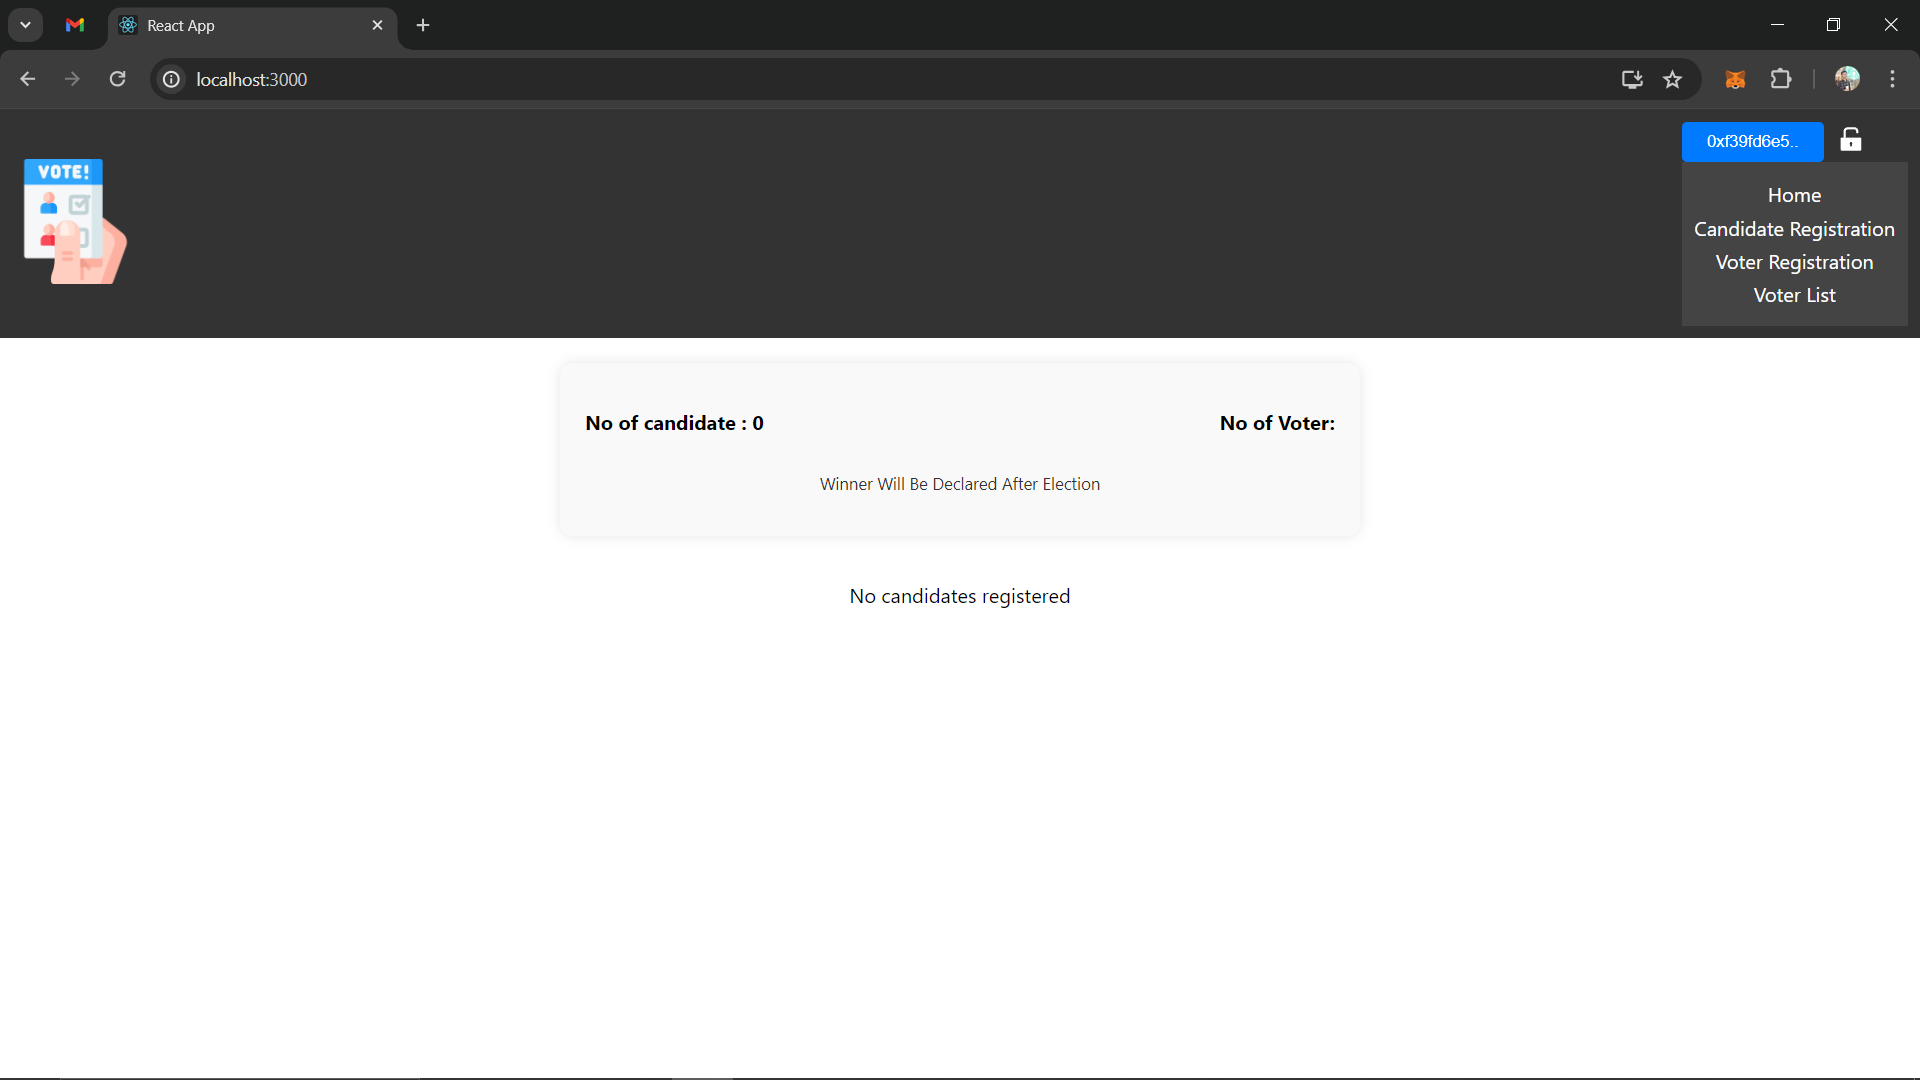 React App
localhost:3000
0xf39fd6e5..
VOTE!
Home
Candidate Registration
Voter Registration
Voter List
No of candidate : 0
No of Voter:
Winner Will Be Declared After Election
No candidates registered